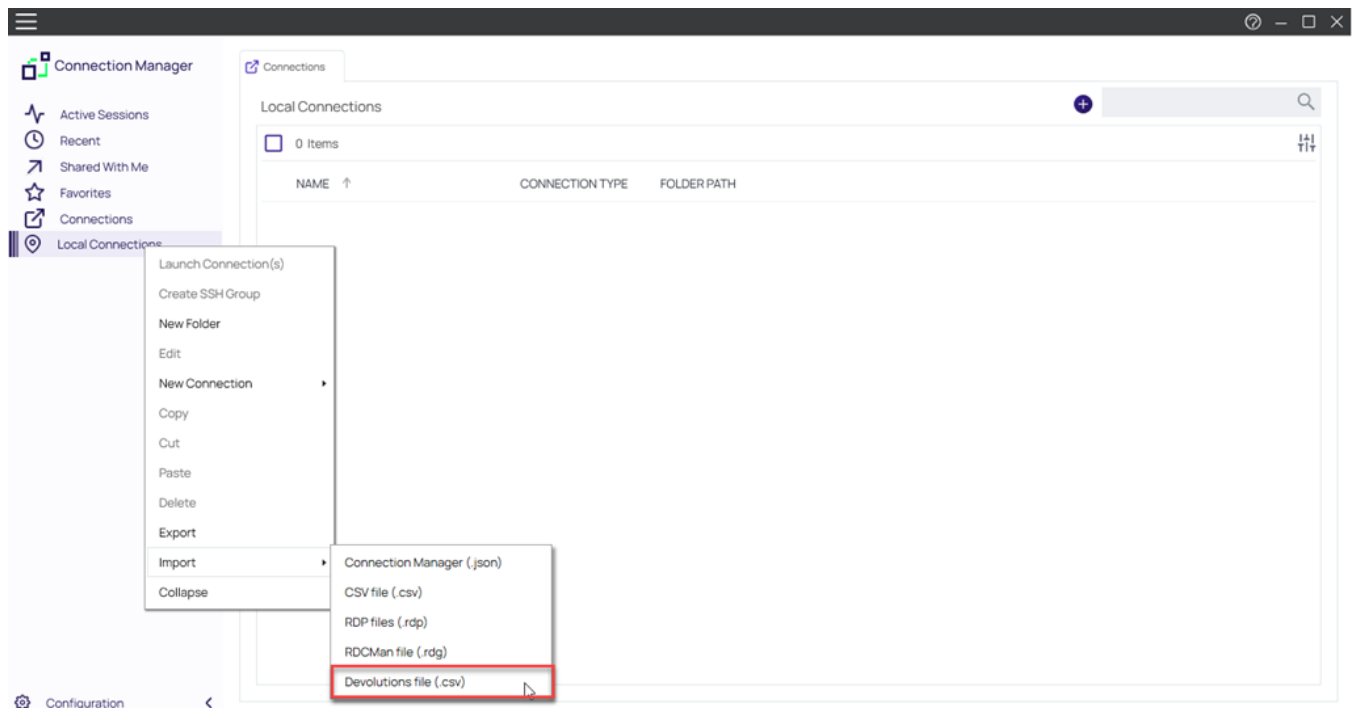 Connection Manager
Connections
Active Sessions
Recent
Shared With Me
Favorites
Connections
Local Connections
Local Connections
0 Items
NAME
CONNECTION TYPE
FOLDER PATH
Launch Connection(s)
Create SSH Group
New Folder
Edit
New Connection
Copy
Cut
Paste
Delete
Export
Import
Collapse
Connection Manager (.json)
CSV file (.csv)
RDP files (.rdp)
RDCMan file (.rdg)
Devolutions file (.csv)
Configuration